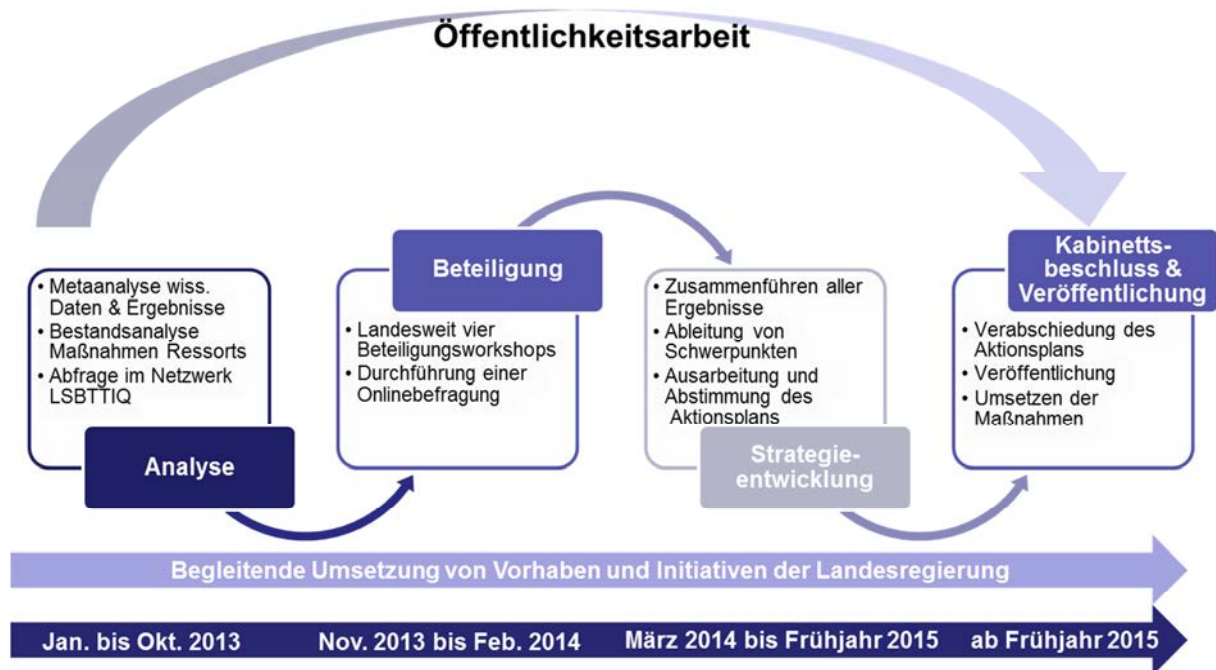 Öffentlichkeitsarbeit
• Metaanalyse wiss.
Daten & Ergebnisse
• Bestandsanalyse
Maßnahmen Ressorts
• Abfrage im Netzwerk
LSBTTIQ
Analyse
Beteiligung
• Landesweit vier
Beteiligungsworkshops
• Durchführung einer
Onlinebefragung
• Zusammenführen aller
Ergebnisse
• Ableitung von
Schwerpunkten
• Ausarbeitung und
Abstimmung des
Aktionsplans
Strategie-
entwicklung
Kabinetts-
beschluss &
Veröffentlichung
• Verabschiedung des
Aktionsplans
• Veröffentlichung
• Umsetzen der
Maßnahmen
Begleitende Umsetzung von Vorhaben und Initiativen der Landesregierung
Jan. bis Okt. 2013 Nov. 2013 bis Feb. 2014 März 2014 bis Frühjahr 2015 ab Frühjahr 2015